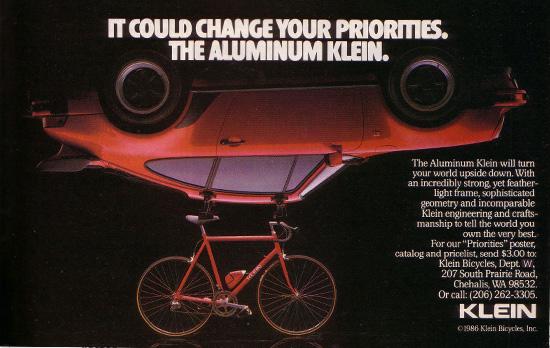 IT COULD CHANGE YOUR PRIORITIES.
THE ALUMINUM KLEIN.
The Aluminum Klein will turn
your world upside down. With
an incredibly strong, yet feather-
light frame, sophisticated
geometry and incomparable
Klein engineering and crafts-
manship to tell the world you
own the very best.
For our "Priorities" poster,
catalog and pricelist, send $3.00 to:
Klein Bicycles, Dept. W,
207 South Prairie Road,
Chehalis, WA 98532.
Or call: (206) 262-3305.
KLEIN
©1986 Klein Bicycles, Inc.